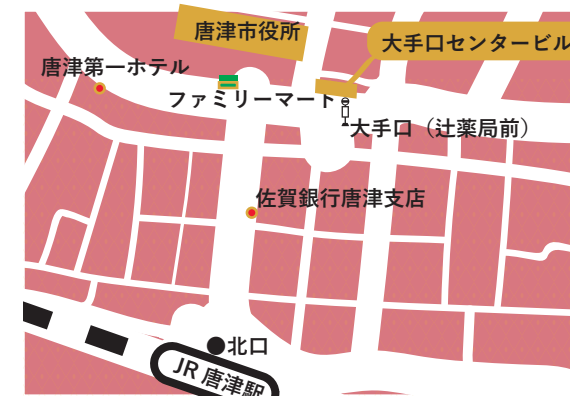 唐津市役所
大手口センタービル
唐津第一ホテル
ファミリーマート
大手口（辻薬局前）
佐賀銀行唐津支店
北口
JR 唐津駅